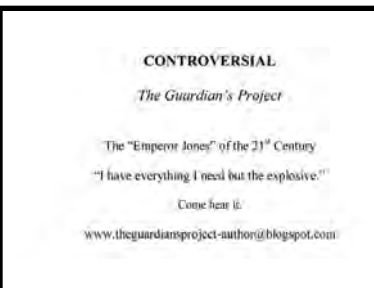 CONTROVERSIAL
The Guardian's Project
The "Emperor Jones" of the 21st Century
"I have everything I need but the explosive."
Come hear it.
www.theguardiansproject-author@blogspot.com